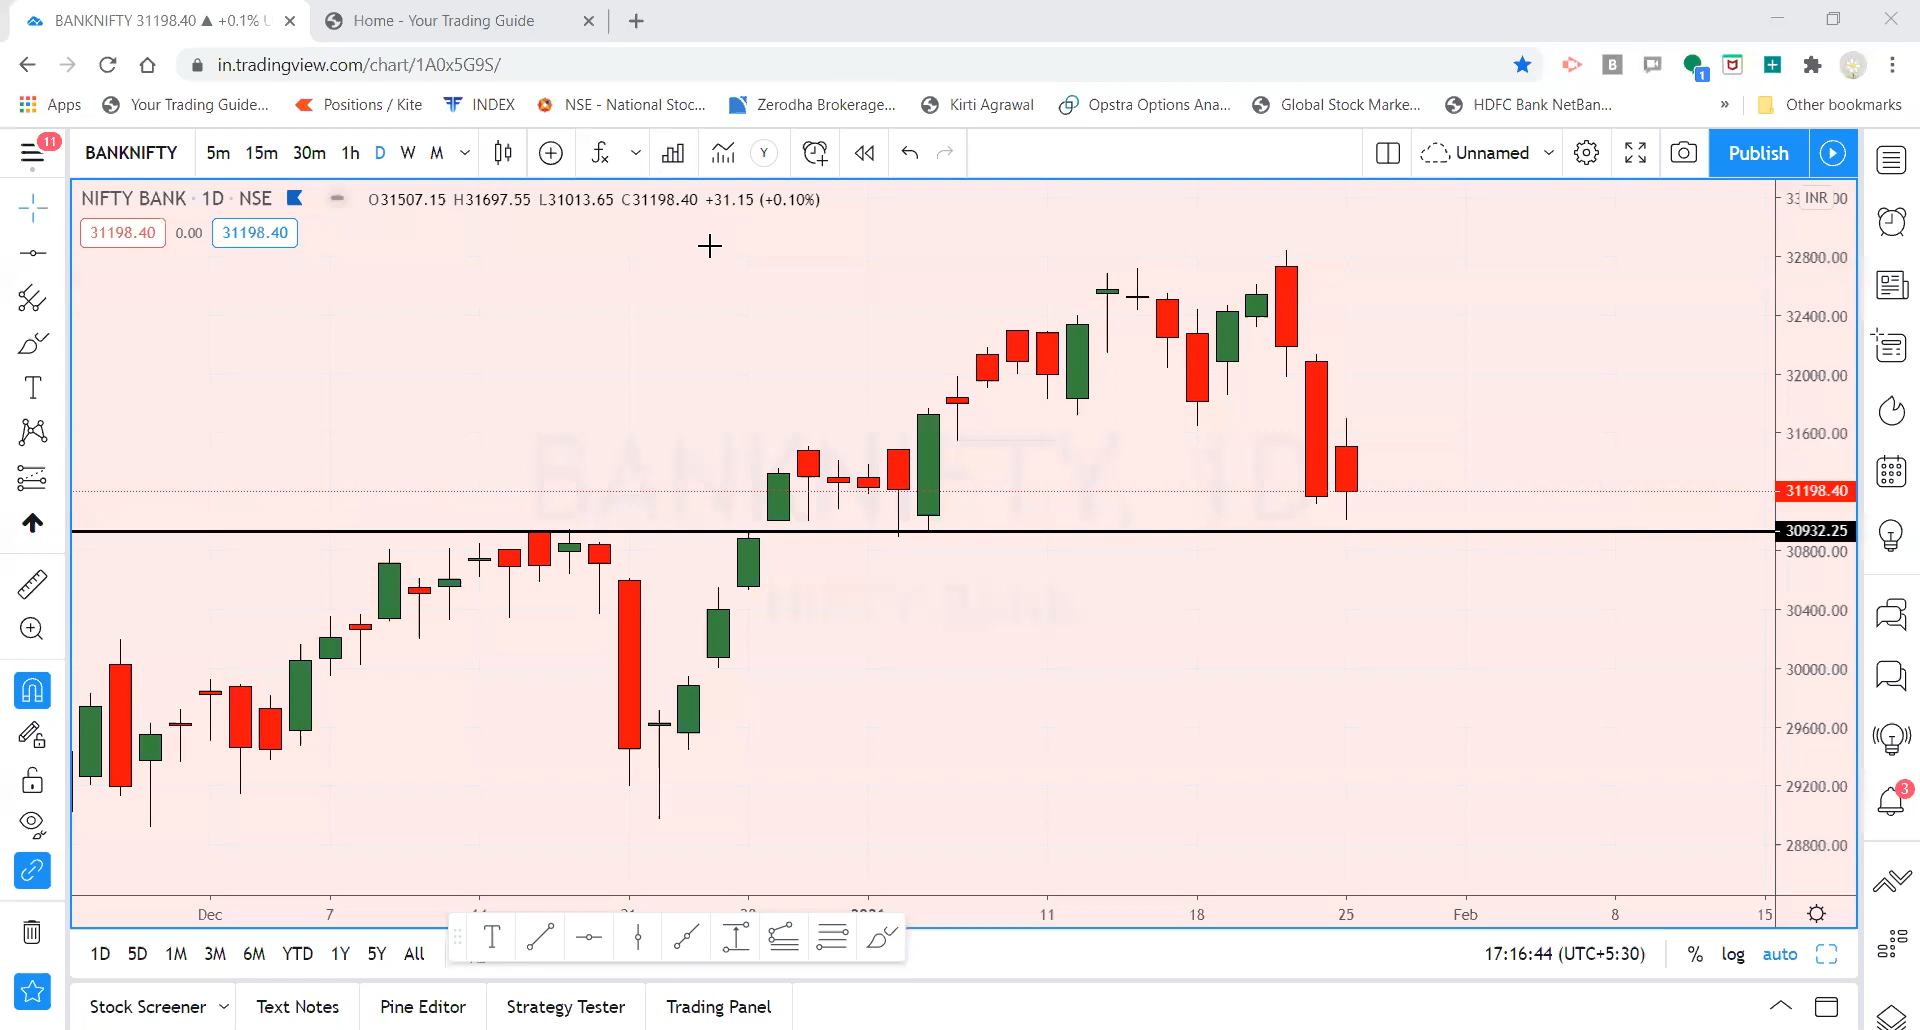 BANKNIFTY 31198.40 ▲ +0.1% U
Home - Your Trading Guide
in.tradingview.com/chart/1A0x5G9S/
B
1
Apps
Your Trading Guide...
Positions / Kite
INDEX
NSE - National Stoc...
Zerodha Brokerage...
Kirti Agrawal
Opstra Options Ana...
Global Stock Marke...
HDFC Bank NetBan...
»
Other bookmarks
11
BANKNIFTY
5m 15m 30m 1h D W M
Y
Unnamed
Publish
NIFTY BANK · 1D · NSE
O31507.15 H31697.55 L31013.65 C31198.40 +31.15 (+0.10%)
31198.40 0.00 31198.40
INR
32800.00
32400.00
32000.00
31600.00
31198.40
30932.25
30800.00
30400.00
30000.00
29600.00
29200.00
28800.00
BANKNIFTY, 1D
3
Dec 7 11 18 25 Feb 8 15
T
1D 5D 1M 3M 6M YTD 1Y 5Y All
17:16:44 (UTC+5:30)
% log auto
Stock Screener
Text Notes
Pine Editor
Strategy Tester
Trading Panel